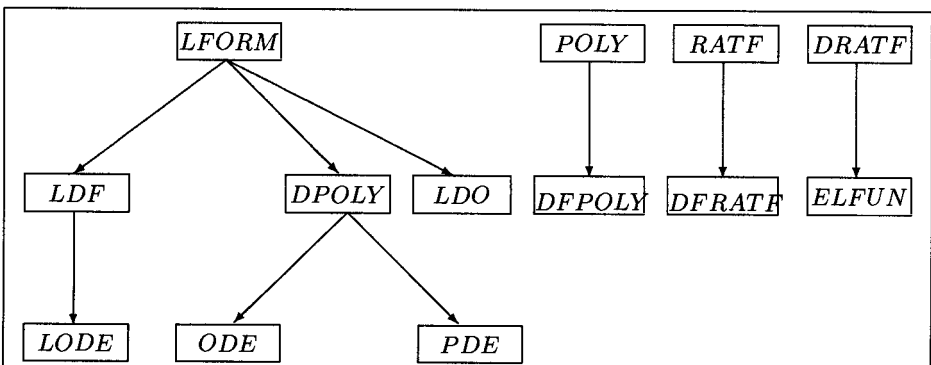 LFORM POLY RATF DRATF
LDF DPOLY LDO DFPOLY DFRATF ELFUN
LODE ODE PDE